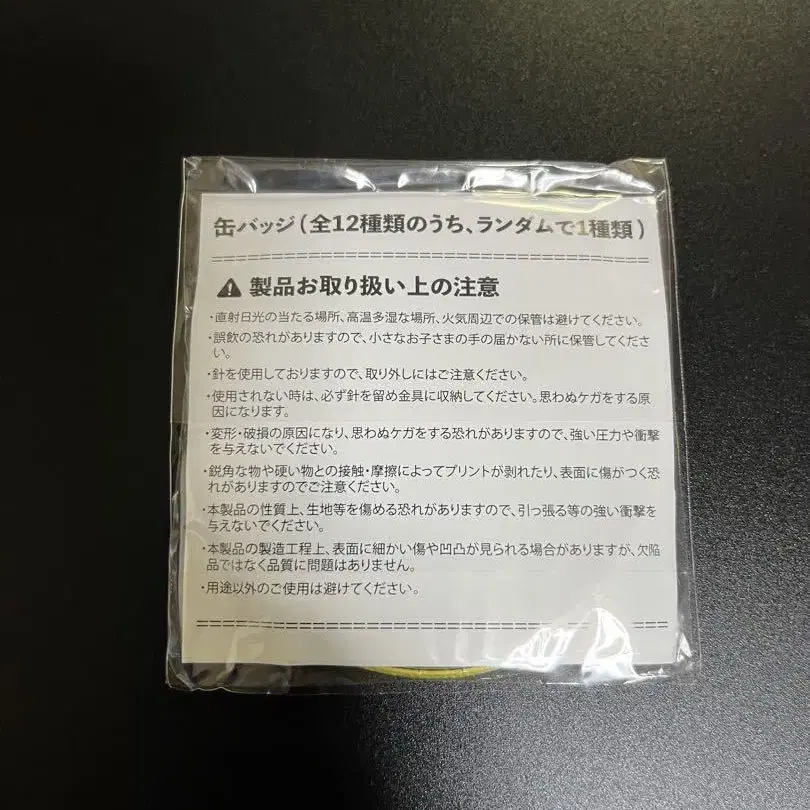 缶バッジ(全12種類のうち、ランダムで1種類)
製品お取り扱い上の注意
・直射日光の当たる場所、高温多湿な場所、火気周辺での保管は避けてください。
・誤飲の恐れがありますので、小さなお子さまの手の届かない所に保管してくださ
い。
・針を使用しておりますので、取り外しにはご注意ください。
・使用されない時は、必ず針を留め金具に収納してください。思わぬケガをする原
因になります。
・変形・破損の原因になり、思わぬケガをする恐れがありますので、強い圧力や衝撃
を与えないでください。
・鋭角な物や硬い物との接触・摩擦によってプリントが剥れたり、表面に傷がつく恐
れがありますのでご注意ください。
・本製品の性質上、生地等を傷める恐れがありますので、引っ張る等の強い衝撃を
与えないでください。
・本製品の製造工程上、表面に細かい傷や凹凸が見られる場合がありますが、欠陥
品ではなく品質に問題はありません。
・用途以外のご使用は避けてください。